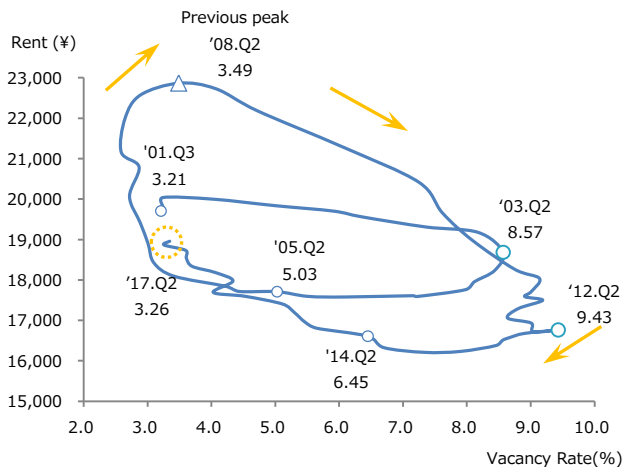 Previous peak
Rent (¥)
’08.Q2
3.49
23,000
22,000
21,000
20,000
19,000
18,000
17,000
16,000
15,000
'01.Q3
3.21
‘03.Q2
8.57
'05.Q2
5.03
’17.Q2
3.26
‘12.Q2
9.43
'14.Q2
6.45
2.0 3.0 4.0 5.0 6.0 7.0 8.0 9.0 10.0
Vacancy Rate(%)